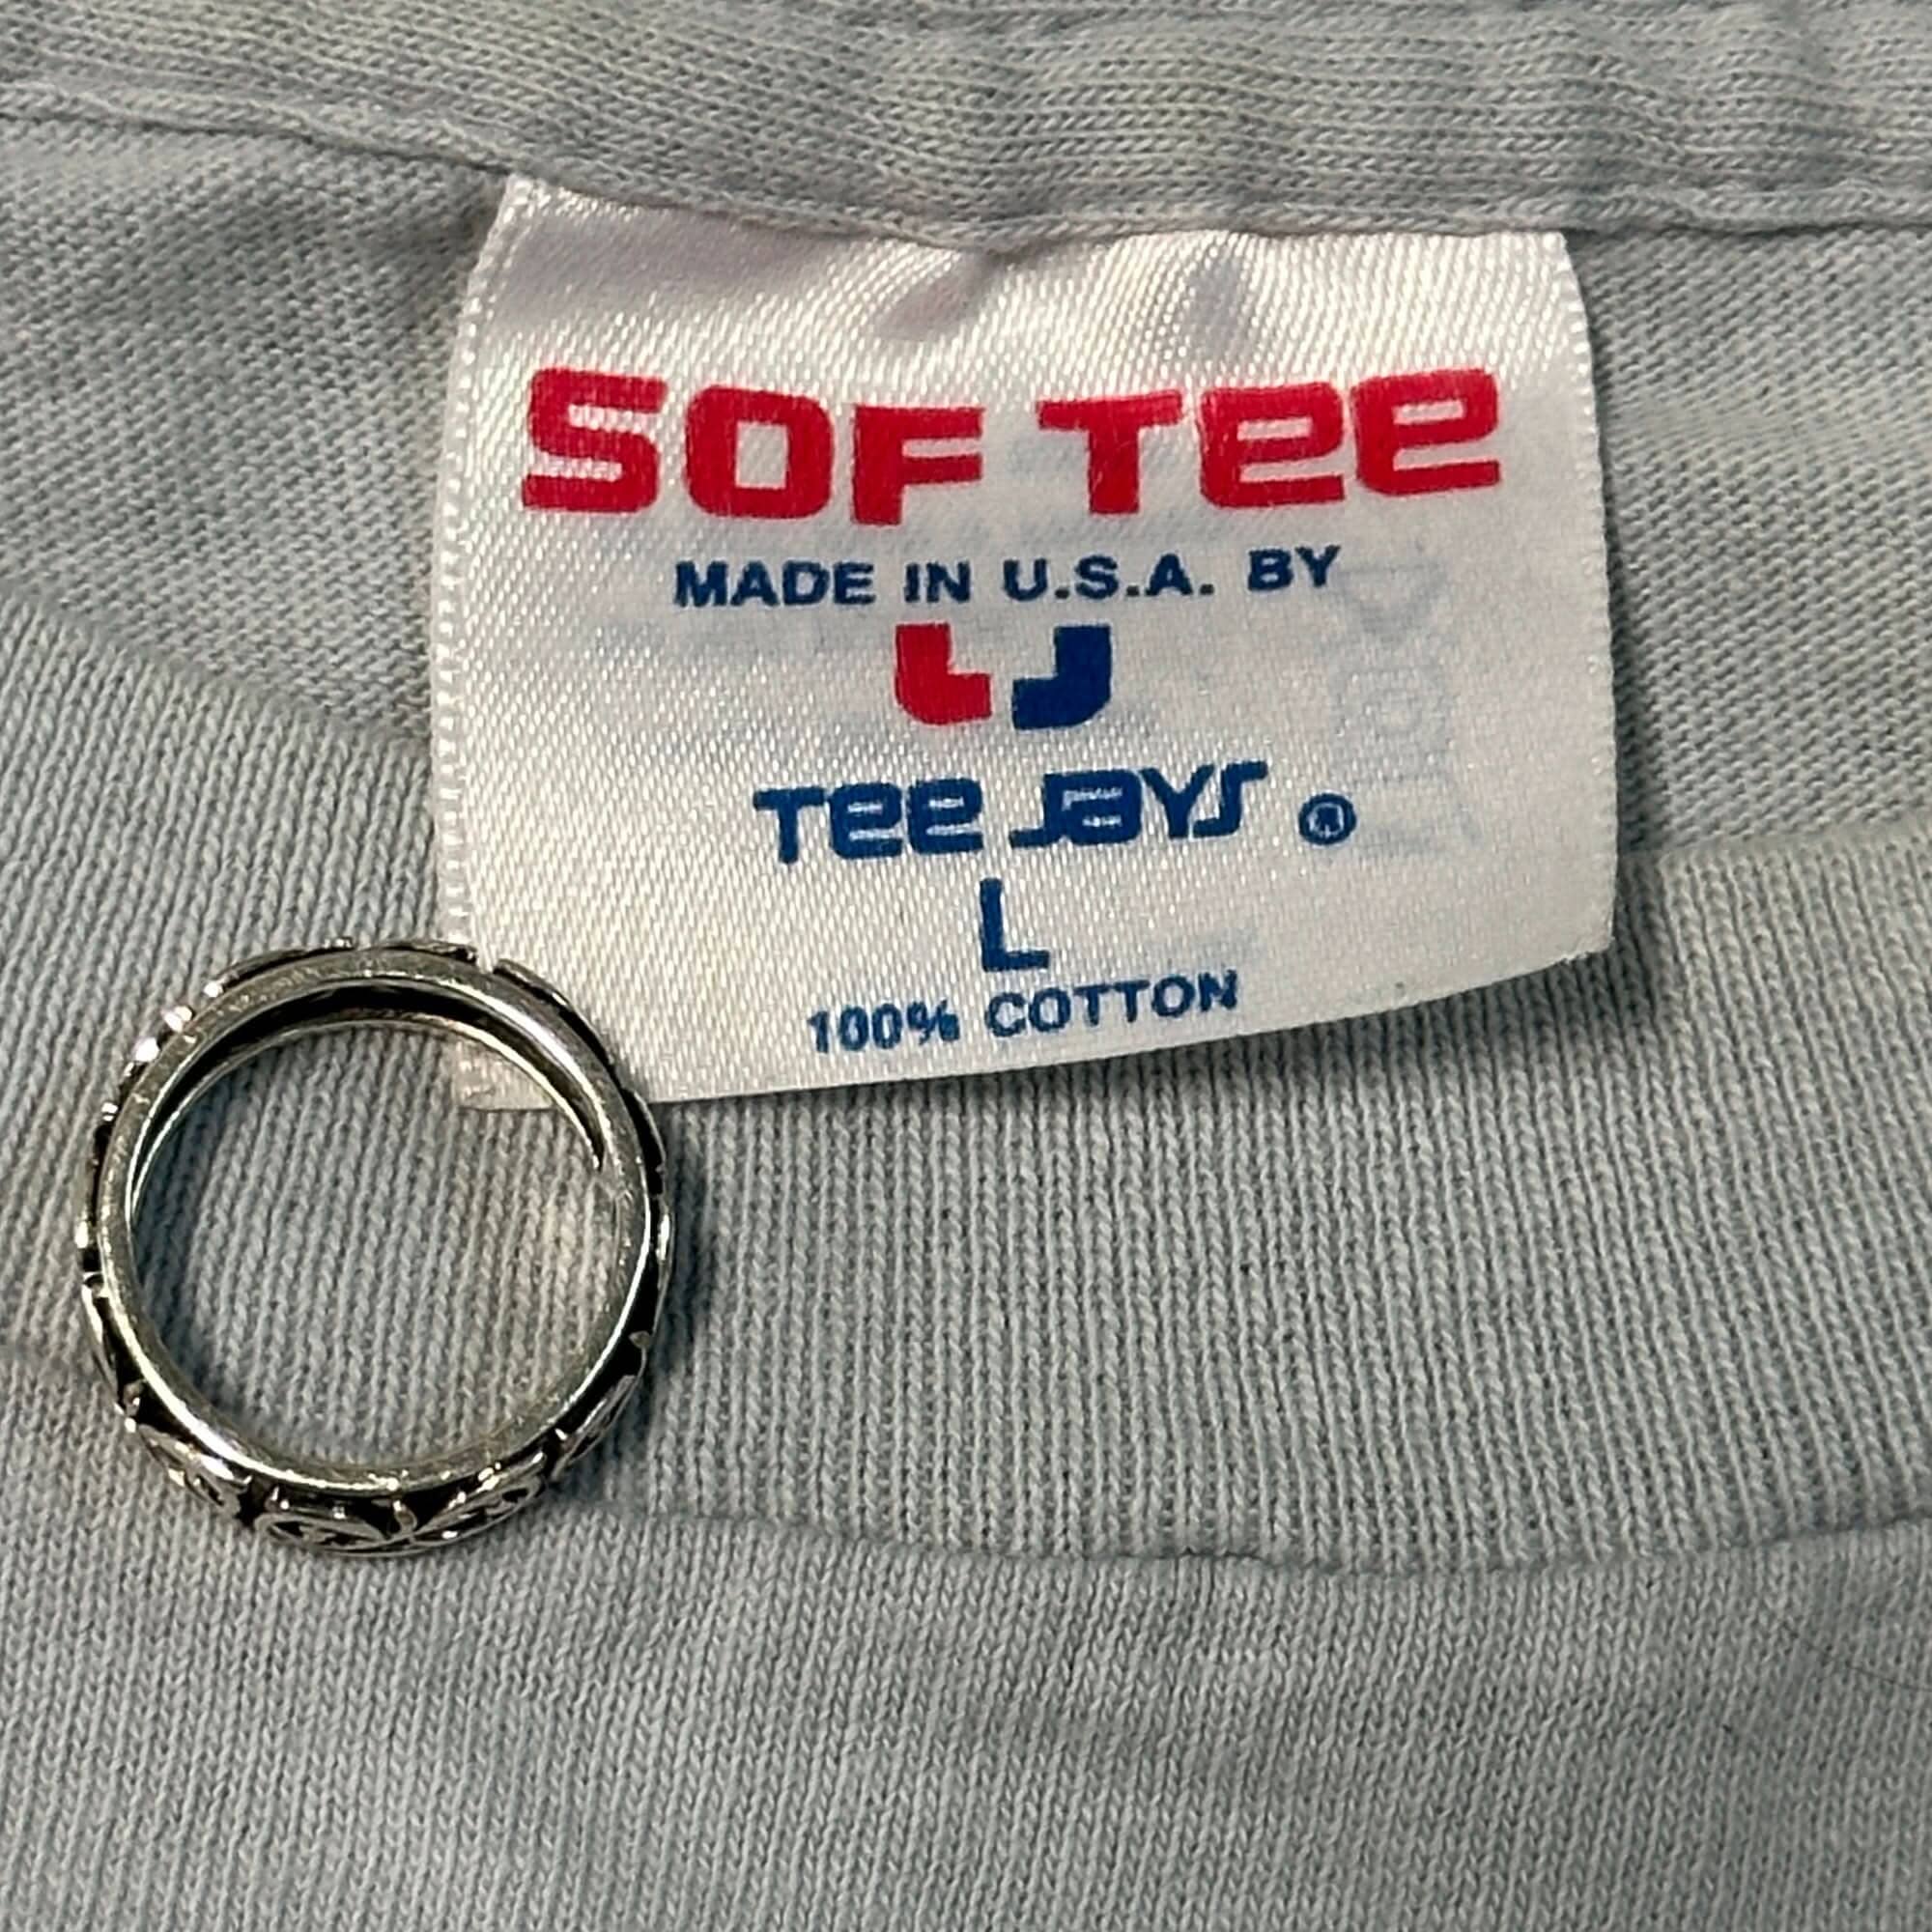 SOF TEE
MADE IN U.S.A. BY
TEE JAYS ®
L
100% COTTON